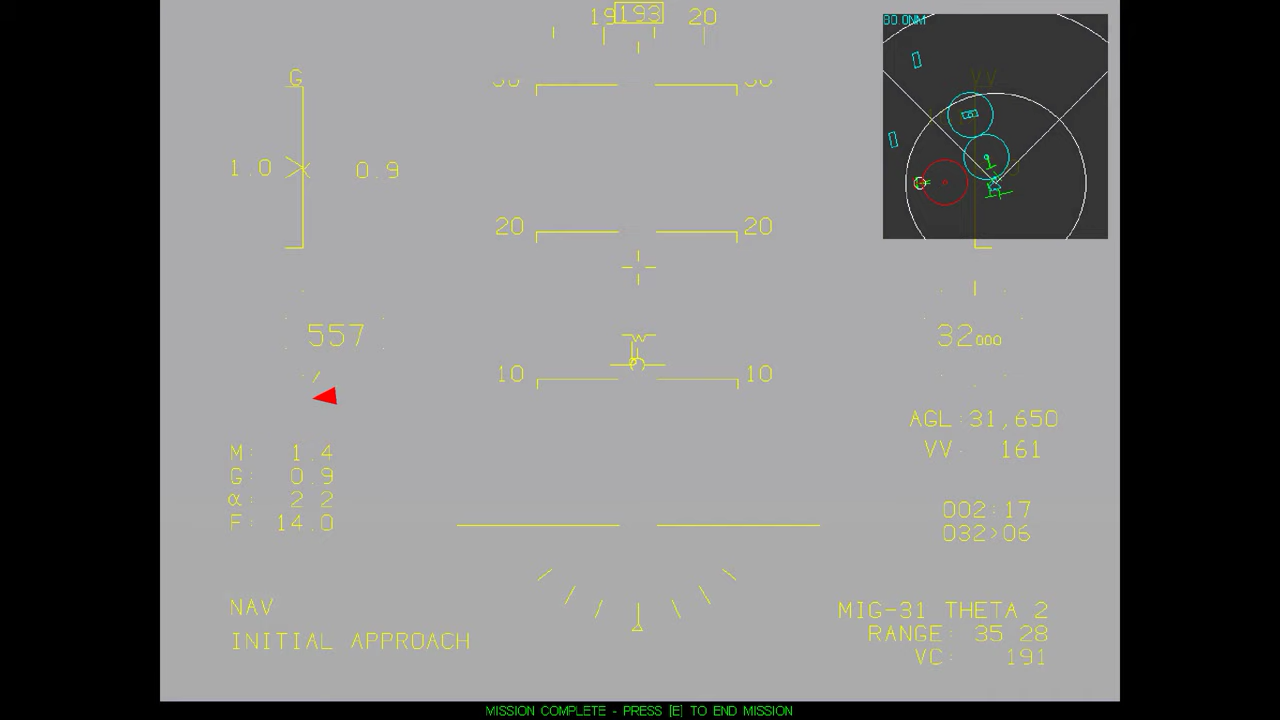 19 193 20
80.0NM
G
VV
30 30
1.0 0.9
20 20
557
32000
10 10
AGL:31,650
VV: 161
M: 1.4
G: 0.9
α: 2.2
F: 14.0
002:17
032>06
NAV
INITIAL APPROACH
MIG-31 THETA 2
RANGE: 35.28
VC: 191
MISSION COMPLETE - PRESS [E] TO END MISSION